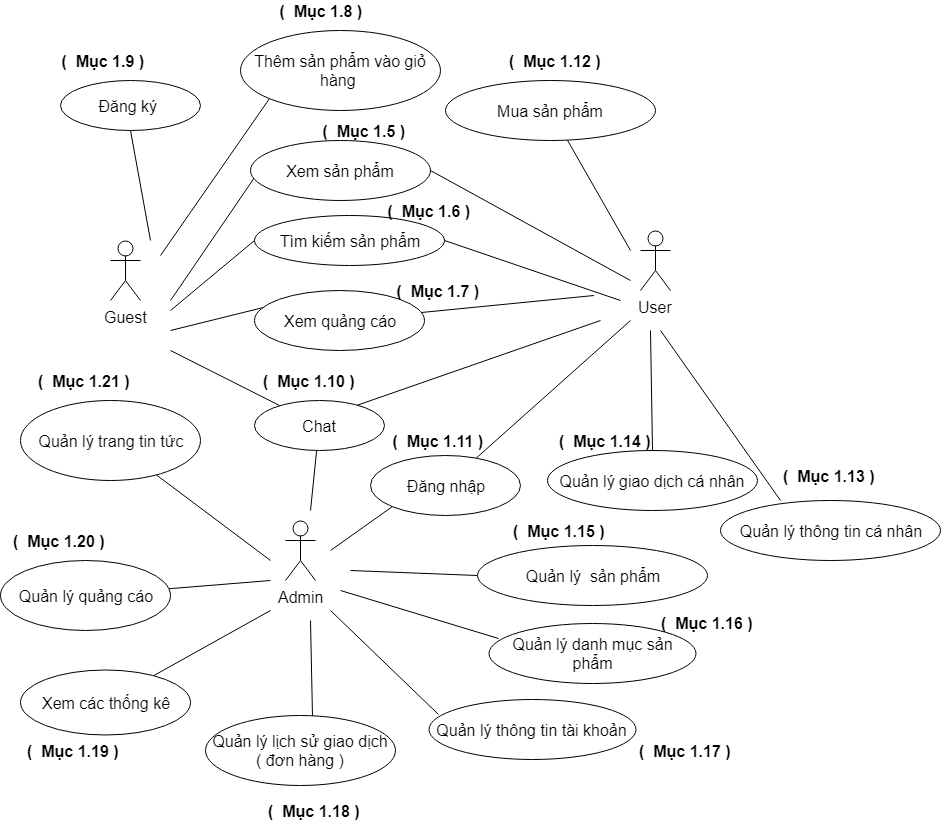 ( Mục 1.8 )
Thêm sản phẩm vào giỏ
hàng
( Mục 1.9 )
Đăng ký
( Mục 1.12 )
Mua sản phẩm
( Mục 1.5 )
Xem sản phẩm
( Mục 1.6 )
Tìm kiếm sản phẩm
( Mục 1.7 )
Xem quảng cáo
Guest
User
( Mục 1.21 )
Quản lý trang tin tức
( Mục 1.10 )
Chat
( Mục 1.11 )
Đăng nhập
( Mục 1.14 )
Quản lý giao dịch cá nhân
( Mục 1.13 )
Quản lý thông tin cá nhân
( Mục 1.20 )
Quản lý quảng cáo
Admin
( Mục 1.15 )
Quản lý sản phẩm
( Mục 1.16 )
Quản lý danh mục sản
phẩm
Xem các thống kê
( Mục 1.19 )
Quản lý lịch sử giao dịch
( đơn hàng )
( Mục 1.18 )
Quản lý thông tin tài khoản
( Mục 1.17 )